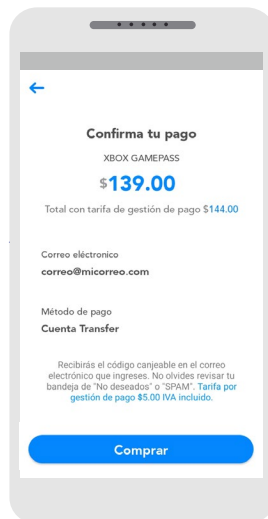 Confirma tu pago
XBOX GAMEPASS
$139.00
Total con tarifa de gestión de pago $144.00
Correo eléctronico
correo@micorreo.com
Método de pago
Cuenta Transfer
Recibirás el código canjeable en el correo
electrónico que ingreses. No olvides revisar tu
bandeja de "No deseados" o "SPAM". Tarifa por
gestión de pago $5.00 IVA incluido.
Comprar